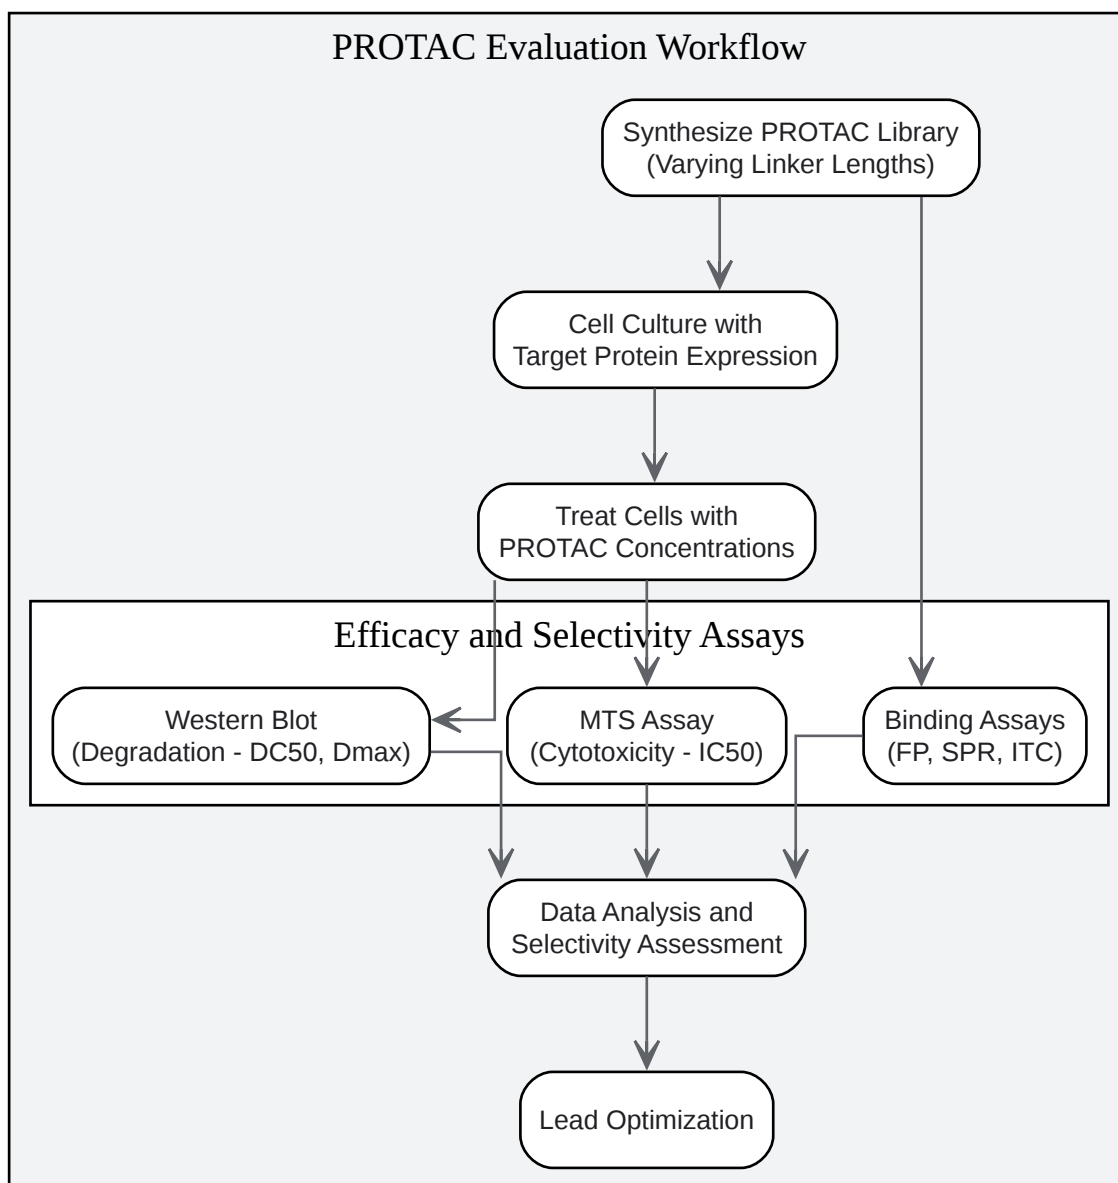 PROTAC Evaluation Workflow
Synthesize PROTAC Library
(Varying Linker Lengths)
Cell Culture with
Target Protein Expression
Treat Cells with
PROTAC Concentrations
Efficacy and Selectivity Assays
Western Blot
(Degradation - DC50, Dmax)
MTS Assay
(Cytotoxicity - IC50)
Binding Assays
(FP, SPR, ITC)
Data Analysis and
Selectivity Assessment
Lead Optimization